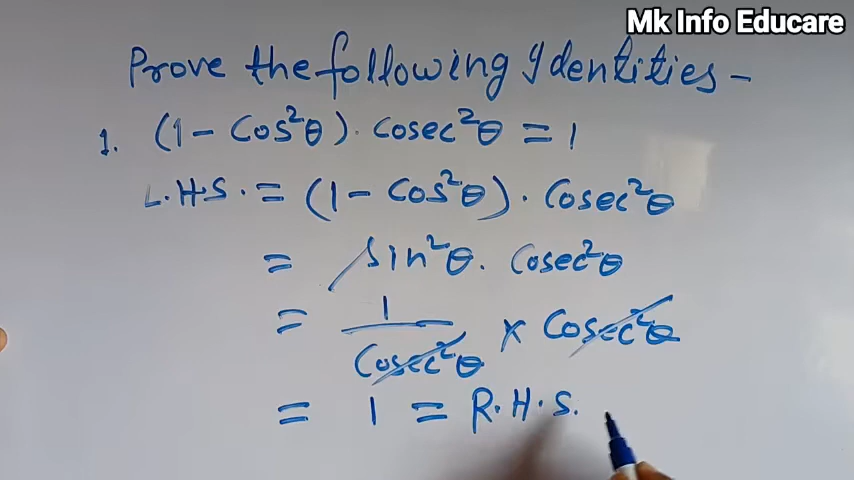 Mk Info Educare
Prove the following Identities -
1. (1 - Cos²θ) . Cosec²θ = 1
L.H.S. = (1 - Cos²θ) . Cosec²θ
= sin²θ . Cosec²θ
= 1/Cosec²θ × Cosec²θ
= 1 = R.H.S.